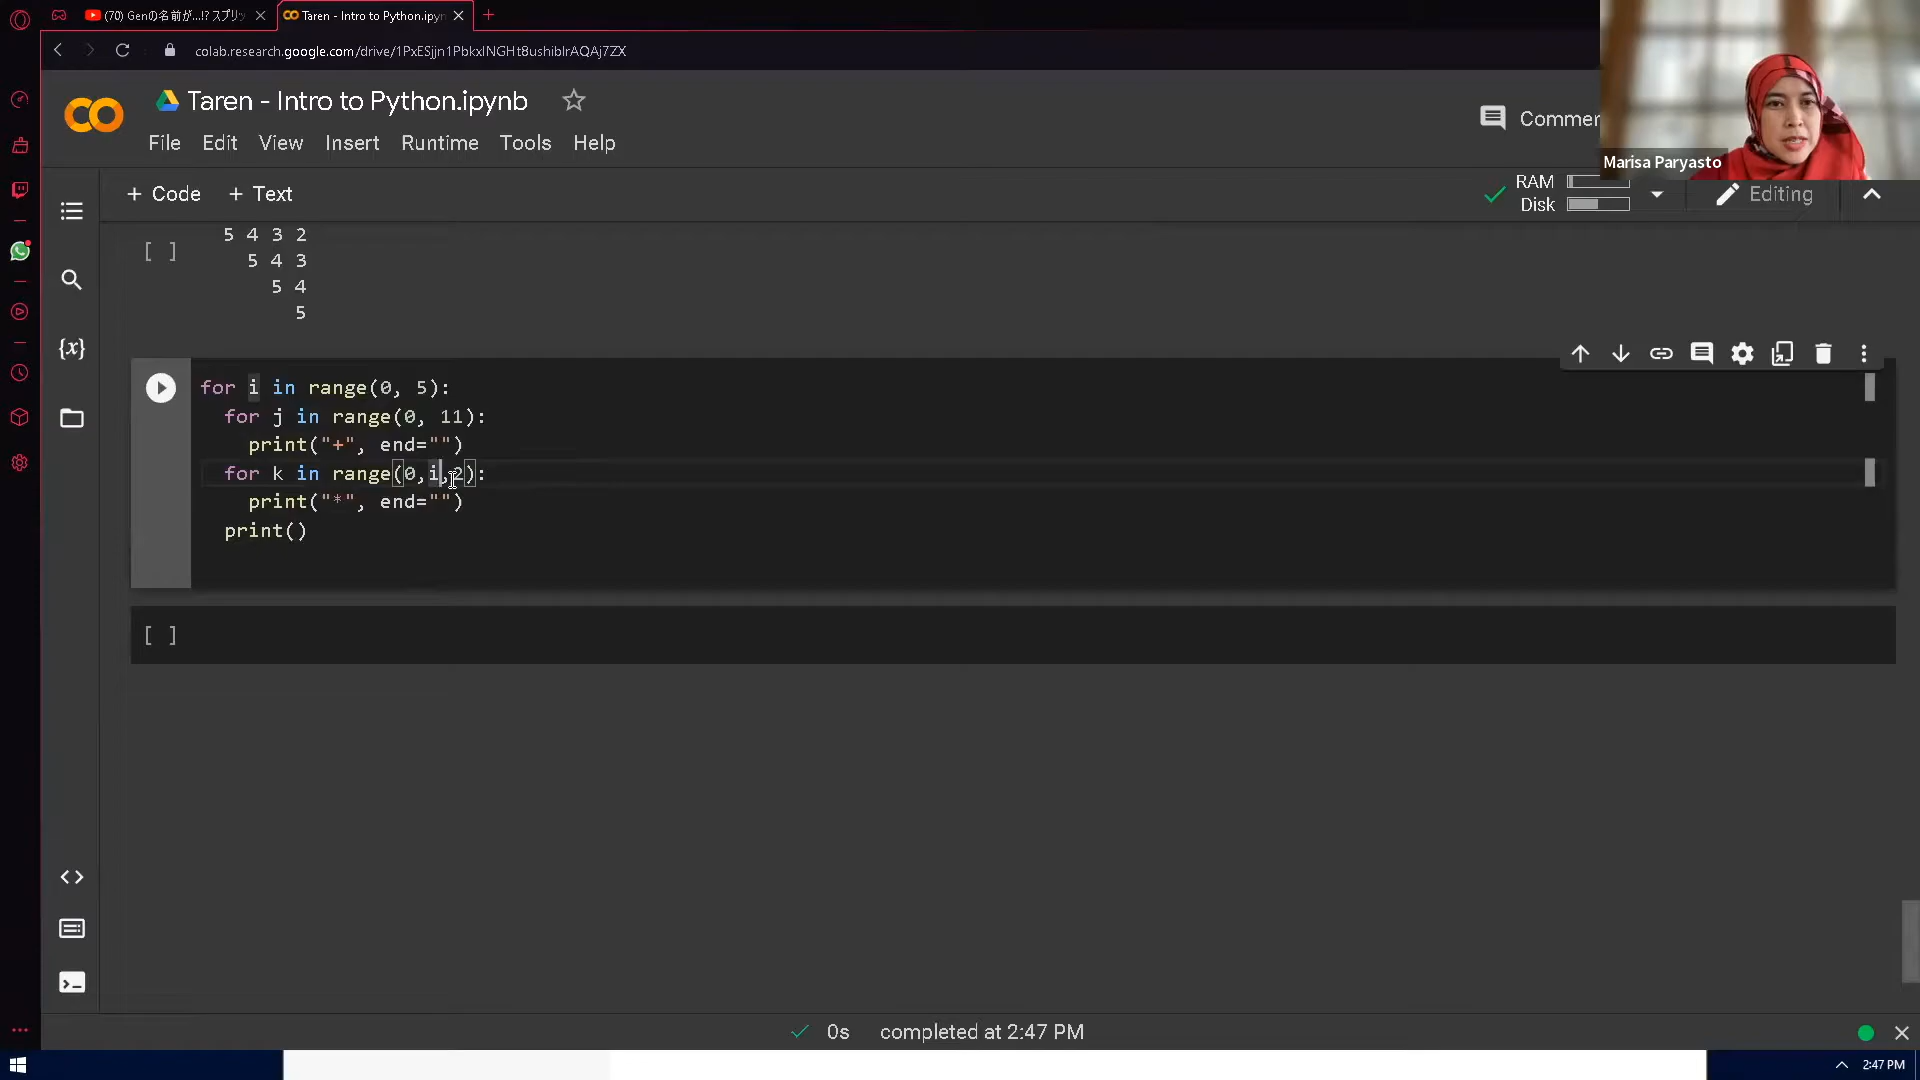 (70) Genの名前が...!? スプリッ
Taren - Intro to Python.ipyn
colab.research.google.com/drive/
Taren - Intro to Python.ipynb
File Edit View Insert Runtime Tools Help
Commen
Marisa Paryasto
+ Code + Text
RAM
Disk
Editing
{x}
[ ]
5 4 3 2
5 4 3
5 4
5
for i in range(0, 5):
for j in range(0, 11):
print("+", end="")
for k in range(0,i,2):
print("*", end="")
print()
[ ]
0s completed at 2:47 PM
2:47 PM